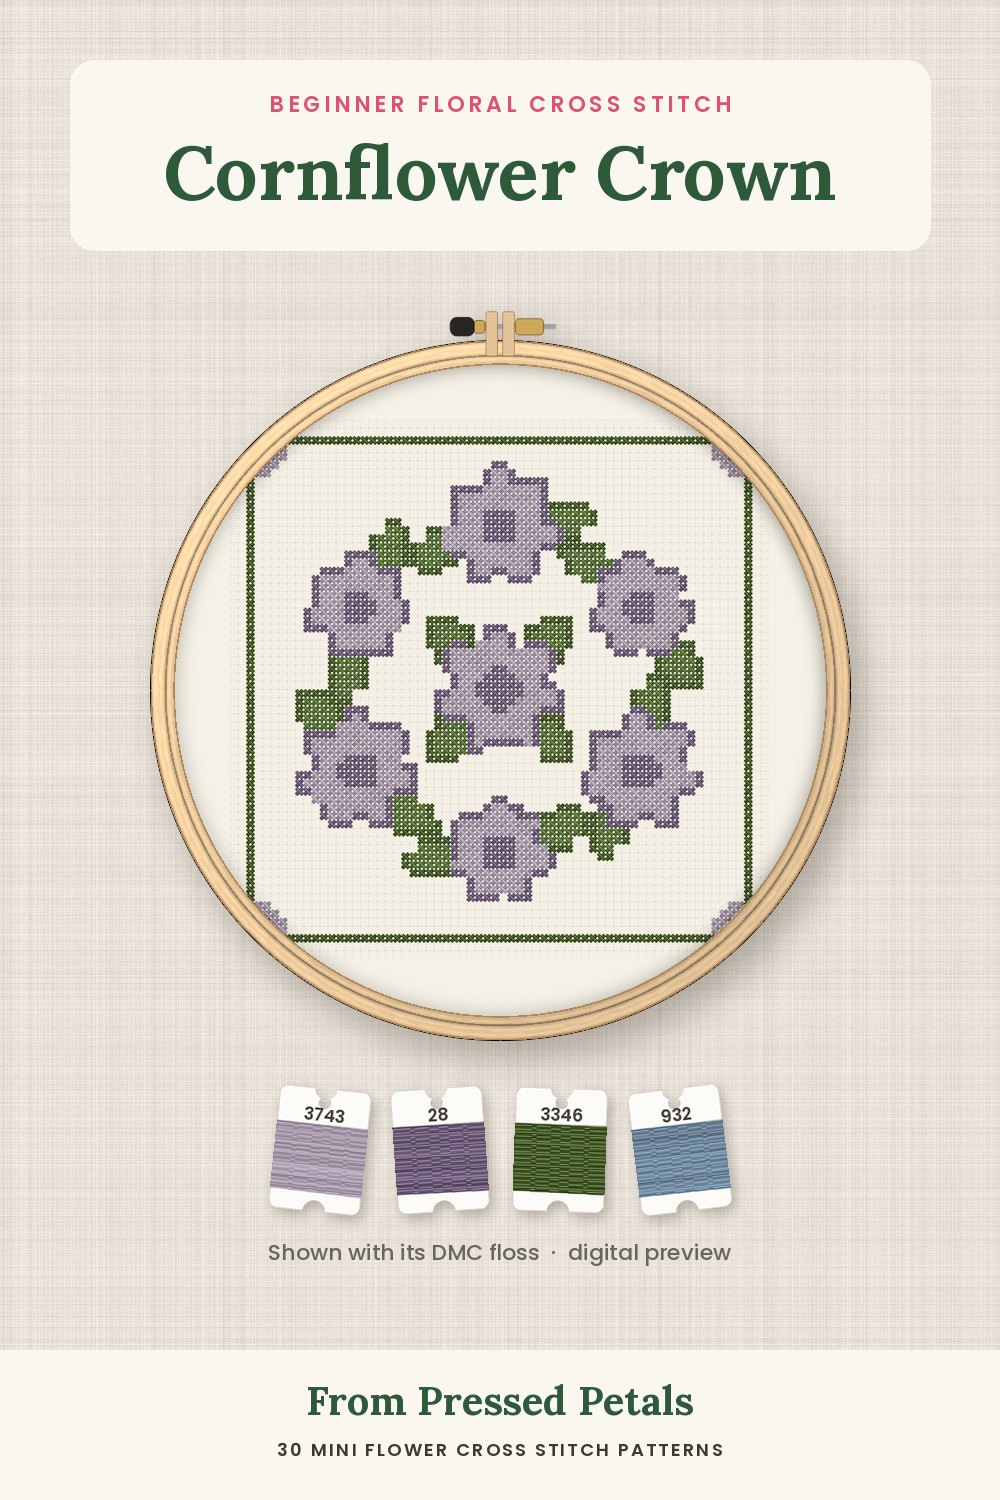 BEGINNER FLORAL CROSS STITCH
Cornflower Crown
3743 28 3346 932
Shown with its DMC floss · digital preview
From Pressed Petals
30 MINI FLOWER CROSS STITCH PATTERNS